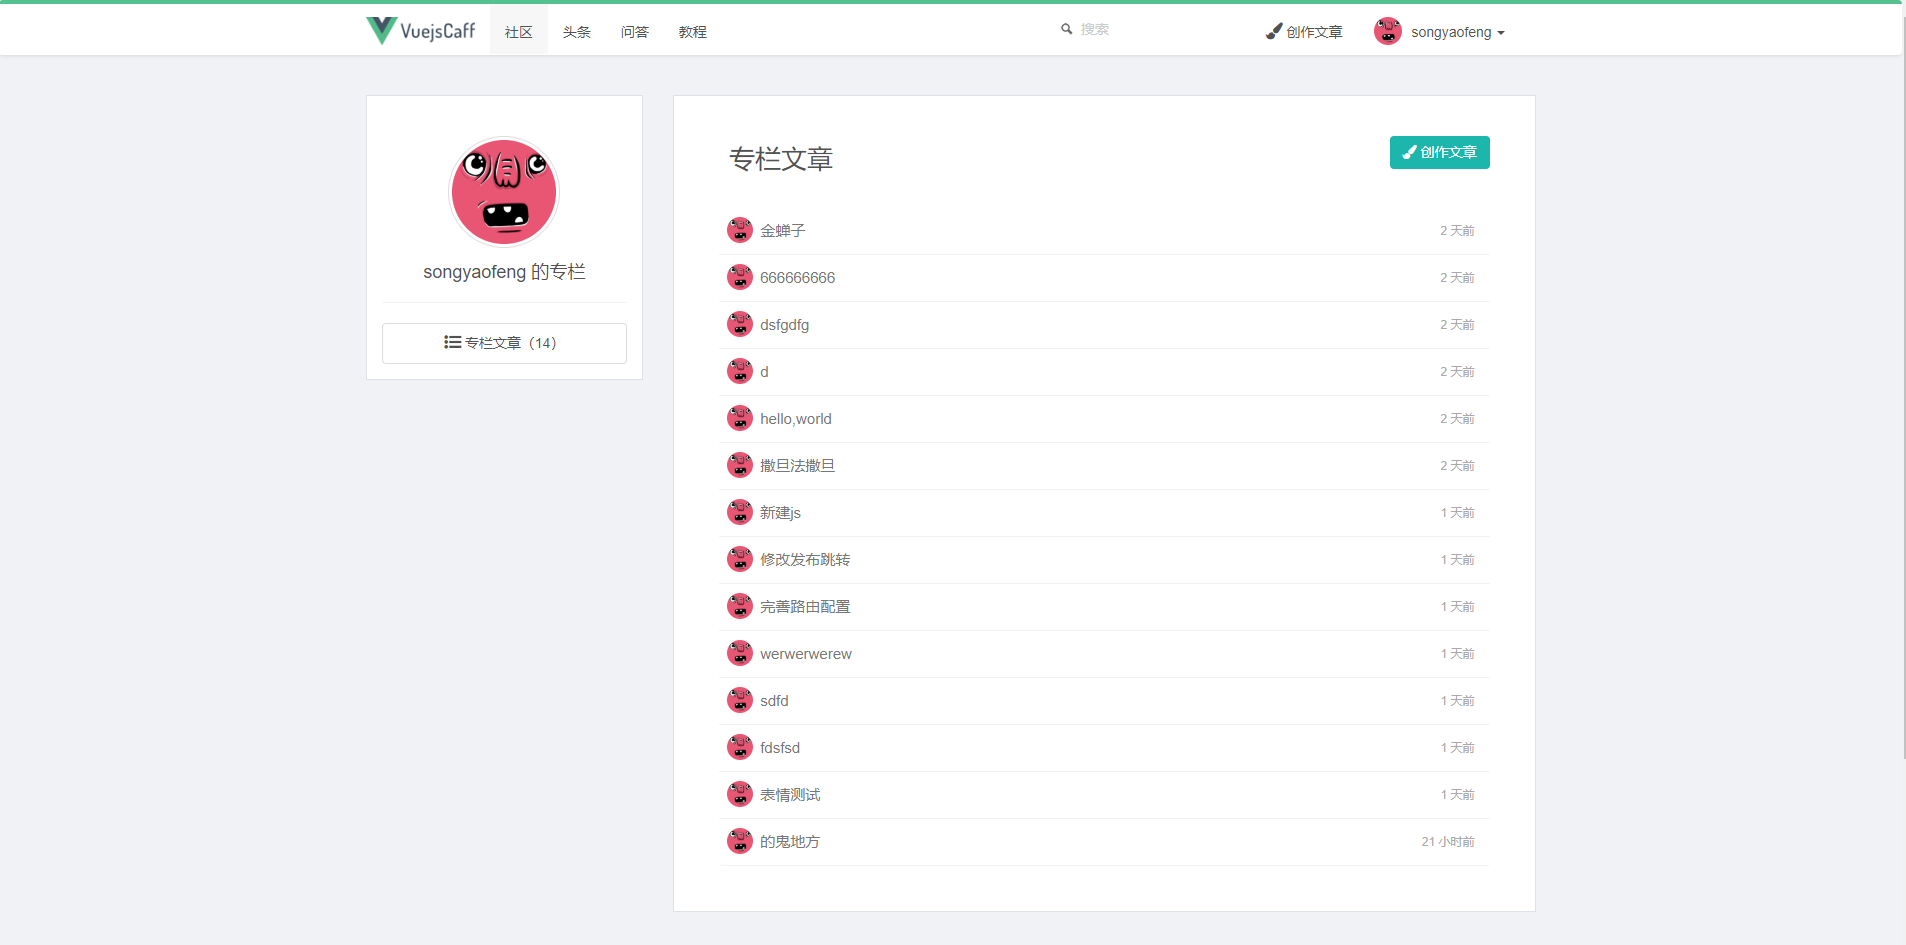 VuejsCaff 社区 头条 问答 教程 搜索 创作文章 songyaofeng
songyaofeng 的专栏
专栏文章（14）
专栏文章 创作文章
金蝉子 2 天前
666666666 2 天前
dsfgdfg 2 天前
d 2 天前
hello,world 2 天前
撒旦法撒旦 2 天前
新建js 1 天前
修改发布跳转 1 天前
完善路由配置 1 天前
werwerwerew 1 天前
sdfd 1 天前
fdsfsd 1 天前
表情测试 1 天前
的鬼地方 21 小时前